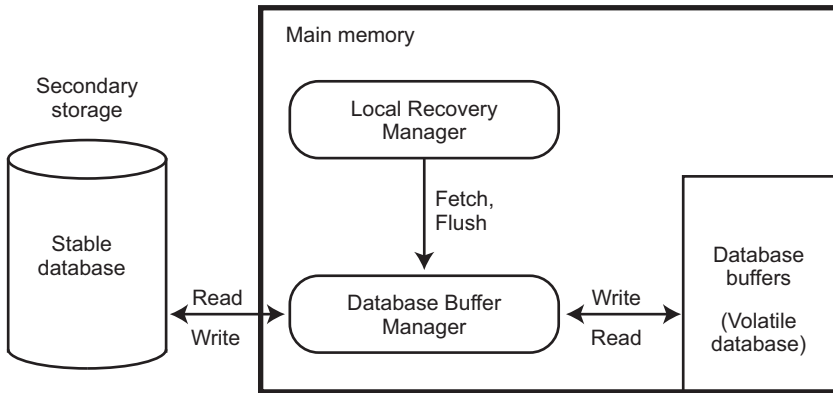 Main memory
Secondary
storage
Local Recovery
Manager
Fetch,
Flush
Stable
database
Database
buffers
(Volatile
database)
Read
Write
Database Buffer
Manager
Write
Read